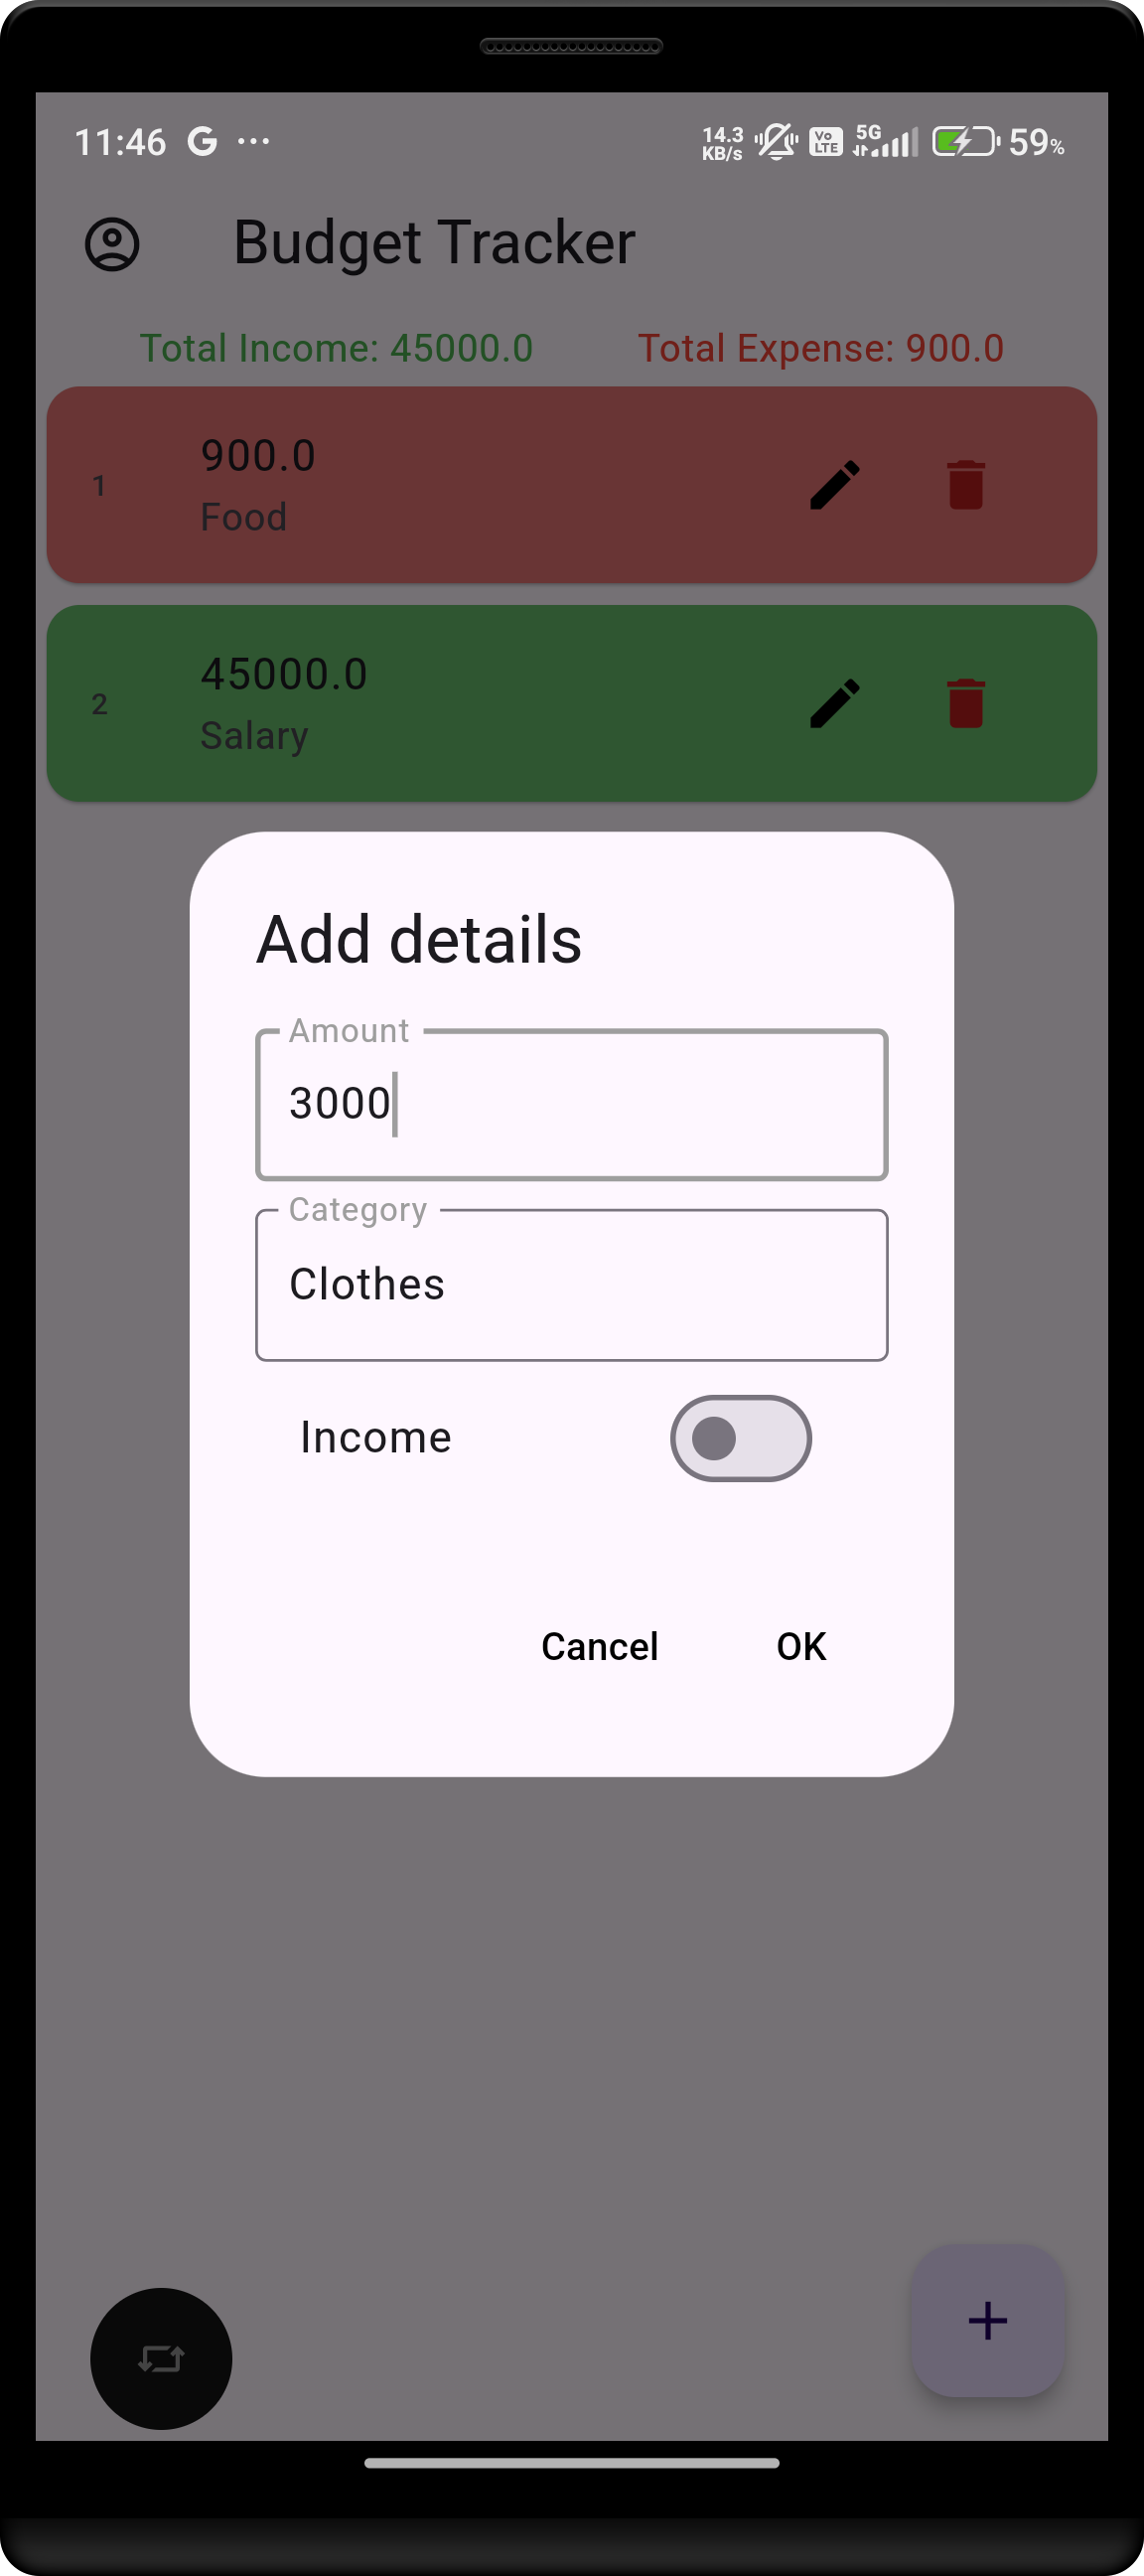 11:46 G ... 14.3 KB/s Vo LTE 5G 59%
Budget Tracker
Total Income: 45000.0 Total Expense: 900.0
900.0
1
Food
45000.0
2
Salary
Add details
Amount
3000
Category
Clothes
Income
Cancel OK